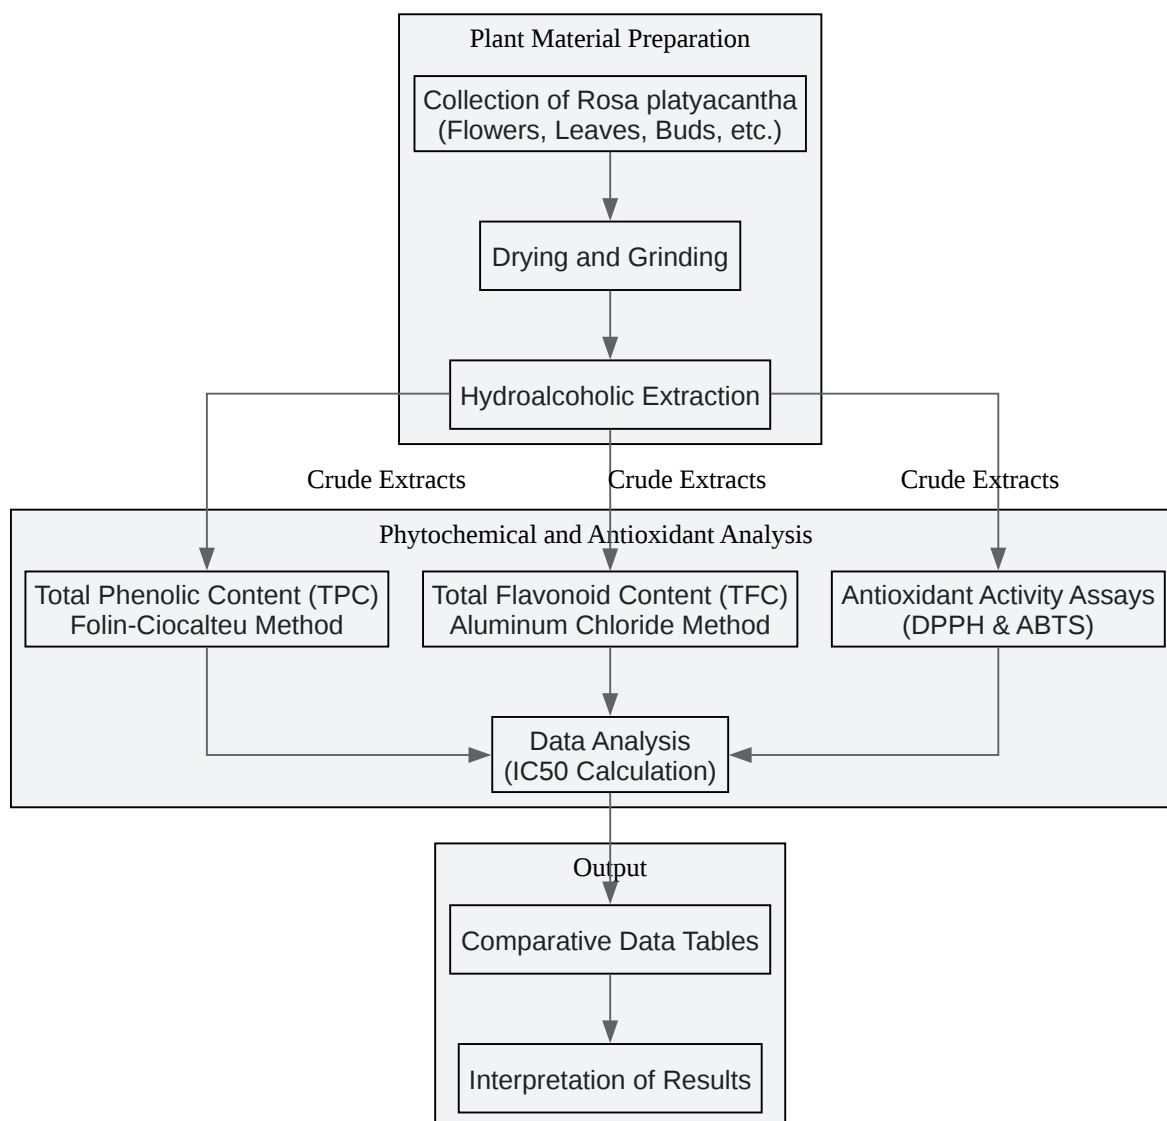 Plant Material Preparation
Collection of Rosa platyacantha
(Flowers, Leaves, Buds, etc.)
Drying and Grinding
Hydroalcoholic Extraction
Crude Extracts
Crude Extracts
Crude Extracts
Phytochemical and Antioxidant Analysis
Total Phenolic Content (TPC)
Folin-Ciocalteu Method
Total Flavonoid Content (TFC)
Aluminum Chloride Method
Antioxidant Activity Assays
(DPPH & ABTS)
Data Analysis
(IC50 Calculation)
Output
Comparative Data Tables
Interpretation of Results